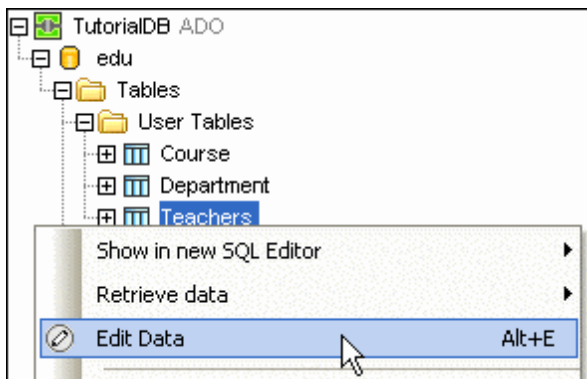 TutorialDB ADO
edu
Tables
User Tables
Course
Department
Teachers
Show in new SQL Editor
Retrieve data
Edit Data Alt+E